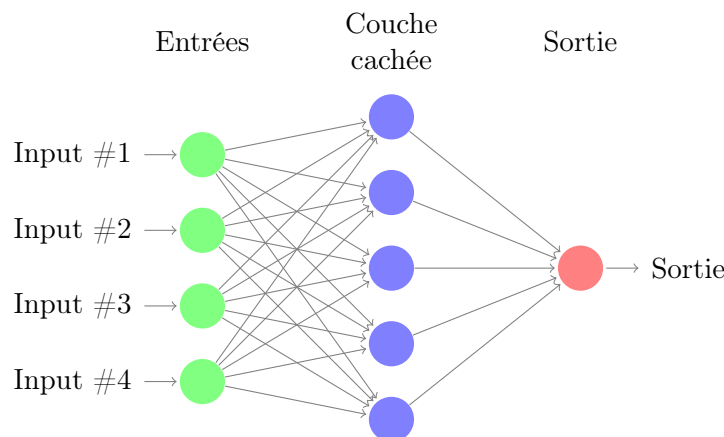 Entrées
Couche
cachée
Sortie
Input #1
Input #2
Input #3
Input #4
Sortie